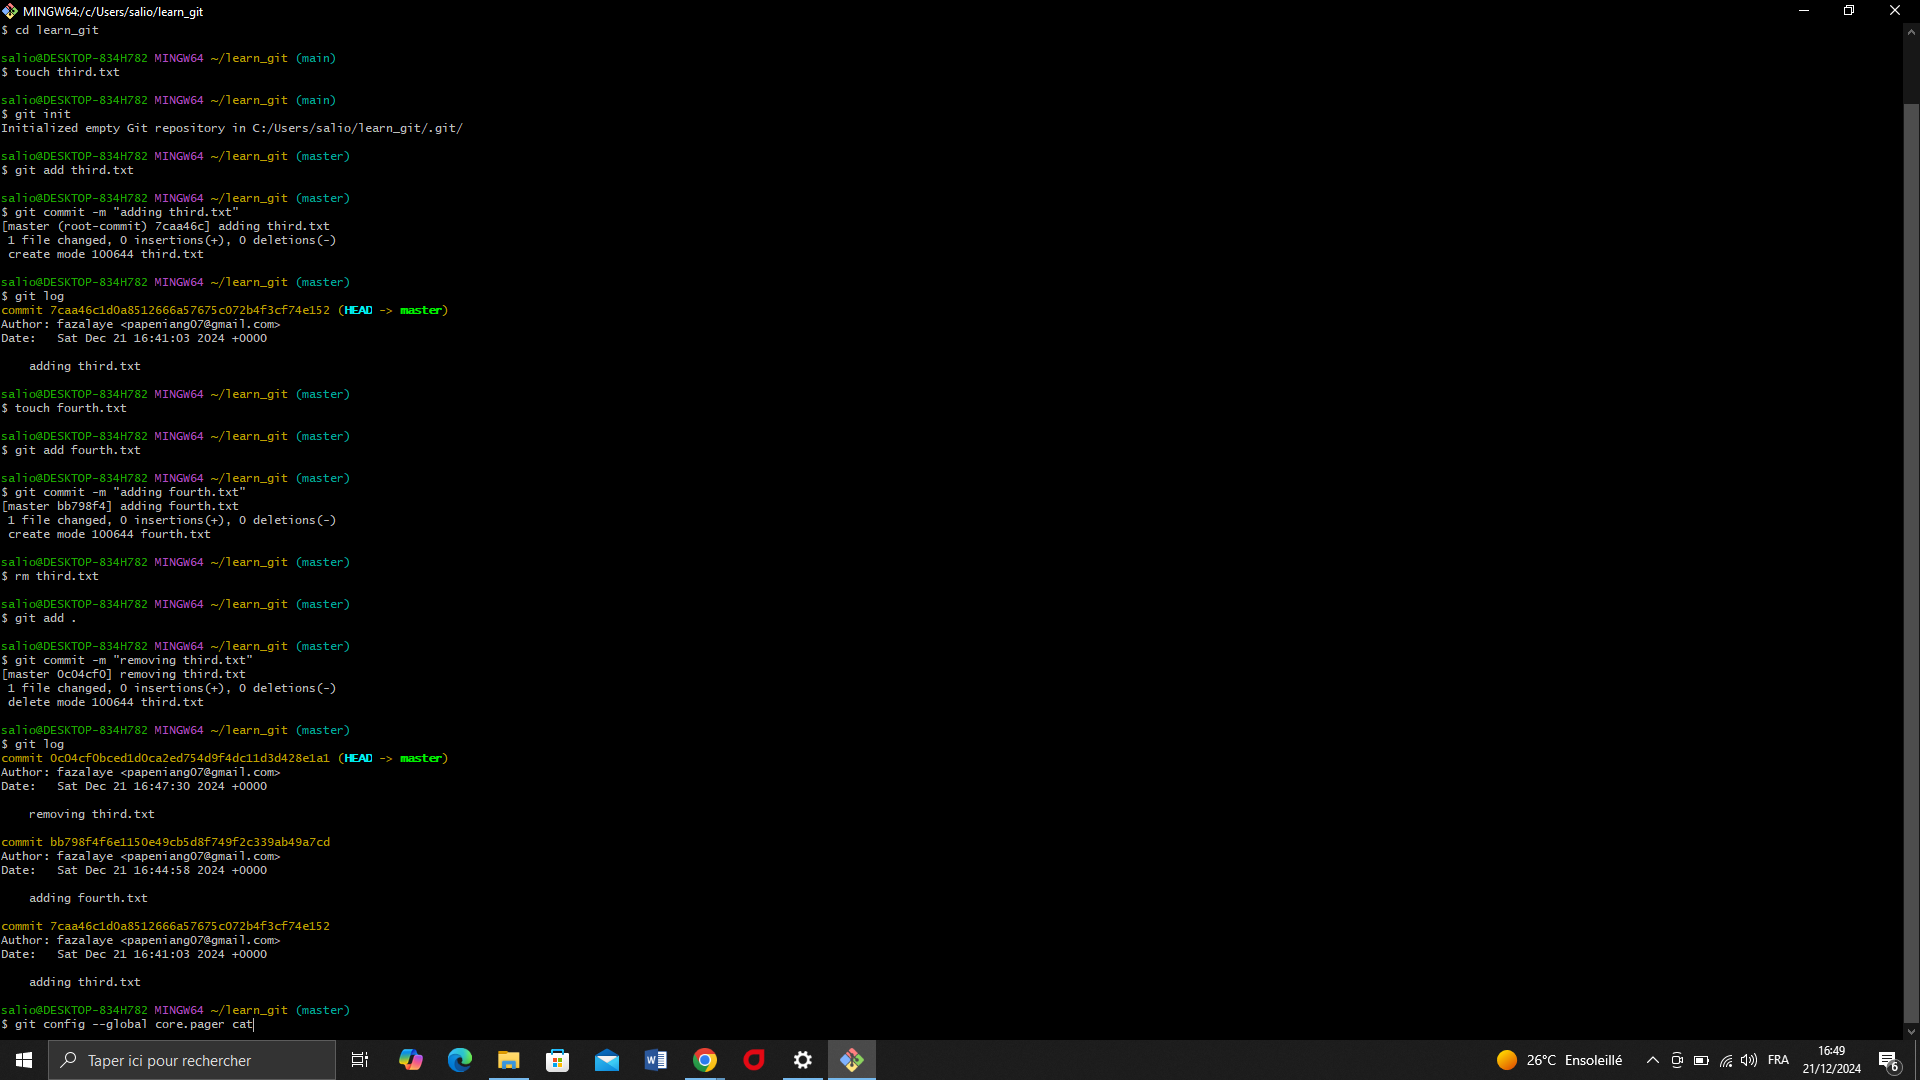 MINGW64:/c/Users/salio/learn_git
$ cd learn_git
salio@DESKTOP-834H782 MINGW64 ~/learn_git (main)
$ touch third.txt
salio@DESKTOP-834H782 MINGW64 ~/learn_git (main)
$ git init
Initialized empty Git repository in C:/Users/salio/learn_git/.git/
salio@DESKTOP-834H782 MINGW64 ~/learn_git (master)
$ git add third.txt
salio@DESKTOP-834H782 MINGW64 ~/learn_git (master)
$ git commit -m "adding third.txt"
[master (root-commit) 7caa46c] adding third.txt
 1 file changed, 0 insertions(+), 0 deletions(-)
 create mode 100644 third.txt
salio@DESKTOP-834H782 MINGW64 ~/learn_git (master)
$ git log
commit 7caa46c1d0a8512666a57675c072b4f3cf74e152 (HEAD -> master)
Author: fazalaye <papeniang07@gmail.com>
Date:   Sat Dec 21 16:41:03 2024 +0000
    adding third.txt
salio@DESKTOP-834H782 MINGW64 ~/learn_git (master)
$ touch fourth.txt
salio@DESKTOP-834H782 MINGW64 ~/learn_git (master)
$ git add fourth.txt
salio@DESKTOP-834H782 MINGW64 ~/learn_git (master)
$ git commit -m "adding fourth.txt"
[master bb798f4] adding fourth.txt
 1 file changed, 0 insertions(+), 0 deletions(-)
 create mode 100644 fourth.txt
salio@DESKTOP-834H782 MINGW64 ~/learn_git (master)
$ rm third.txt
salio@DESKTOP-834H782 MINGW64 ~/learn_git (master)
$ git add .
salio@DESKTOP-834H782 MINGW64 ~/learn_git (master)
$ git commit -m "removing third.txt"
[master 0c04cf0] removing third.txt
 1 file changed, 0 insertions(+), 0 deletions(-)
 delete mode 100644 third.txt
salio@DESKTOP-834H782 MINGW64 ~/learn_git (master)
$ git log
commit 0c04cf0bced1d0ca2ed754d9f4dc11d3d428e1a1 (HEAD -> master)
Author: fazalaye <papeniang07@gmail.com>
Date:   Sat Dec 21 16:47:30 2024 +0000
    removing third.txt
commit bb798f4f6e1150e49cb5d8f749f2c339ab49a7cd
Author: fazalaye <papeniang07@gmail.com>
Date:   Sat Dec 21 16:44:58 2024 +0000
    adding fourth.txt
commit 7caa46c1d0a8512666a57675c072b4f3cf74e152
Author: fazalaye <papeniang07@gmail.com>
Date:   Sat Dec 21 16:41:03 2024 +0000
    adding third.txt
salio@DESKTOP-834H782 MINGW64 ~/learn_git (master)
$ git config --global core.pager cat
Taper ici pour rechercher
26°C Ensoleillé
FRA
16:49
21/12/2024
6